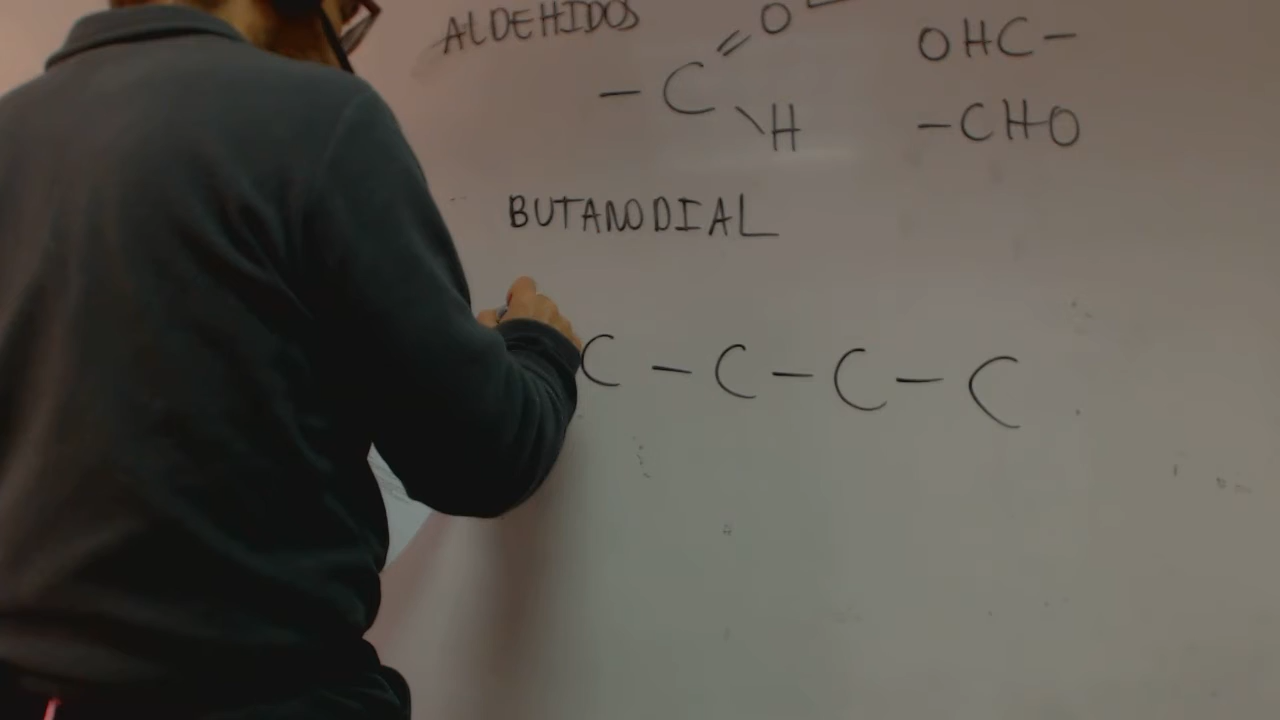 ALDEHIDOS
- C = O \ H
OHC -
- CHO
BUTANODIAL
C - C - C - C